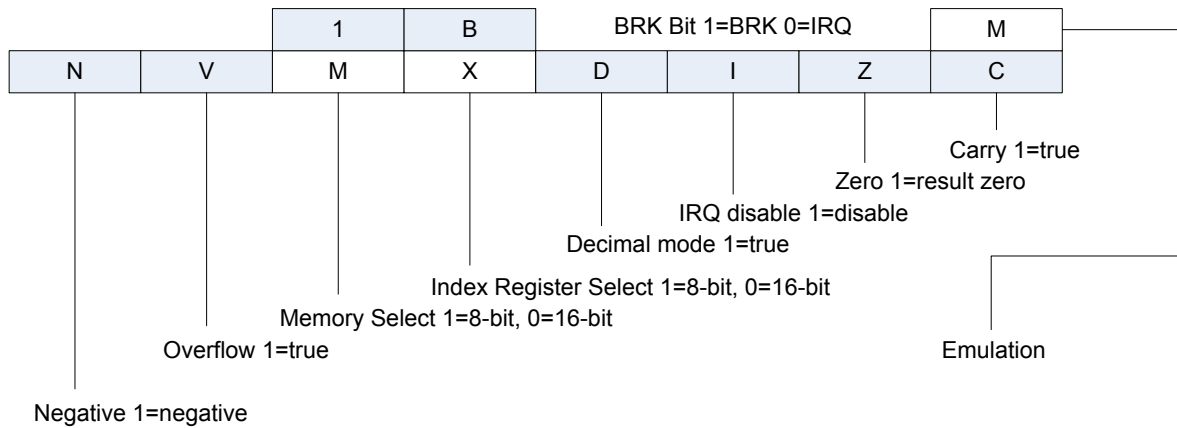 1 B BRK Bit 1=BRK 0=IRQ M
N V M X D I Z C
Carry 1=true
Zero 1=result zero
IRQ disable 1=disable
Decimal mode 1=true
Index Register Select 1=8-bit, 0=16-bit
Memory Select 1=8-bit, 0=16-bit
Overflow 1=true
Emulation
Negative 1=negative